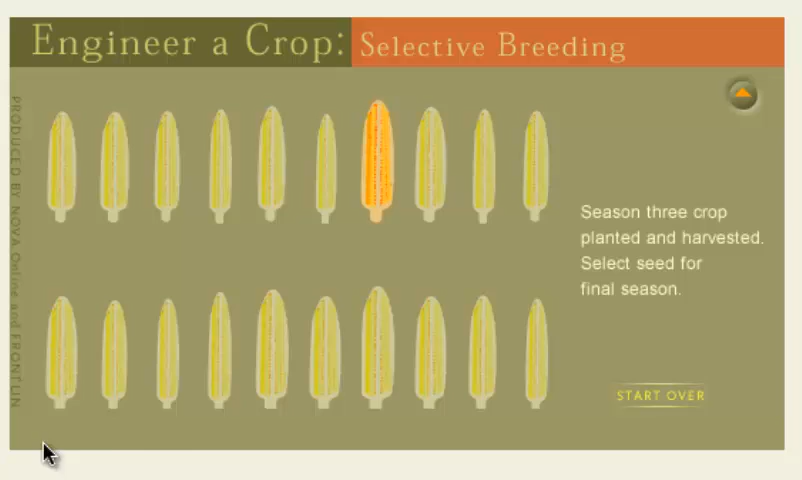 Engineer a Crop: Selective Breeding
PRODUCED BY NOVA Online and FRONTLIN
Season three crop
planted and harvested.
Select seed for
final season.
START OVER